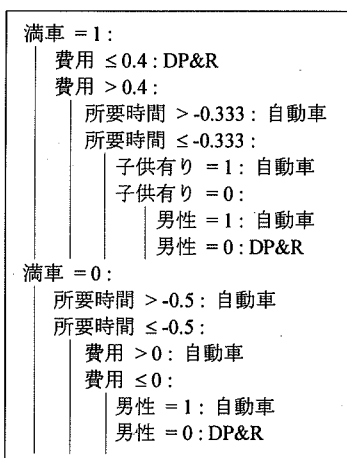 満車 = 1 :
費用 ≤ 0.4 : DP&R
費用 > 0.4 :
所要時間 > -0.333 : 自動車
所要時間 ≤ -0.333 :
子供有り = 1 : 自動車
子供有り = 0 :
男性 = 1 : 自動車
男性 = 0 : DP&R
満車 = 0 :
所要時間 > -0.5 : 自動車
所要時間 ≤ -0.5 :
費用 > 0 : 自動車
費用 ≤ 0 :
男性 = 1 : 自動車
男性 = 0 : DP&R